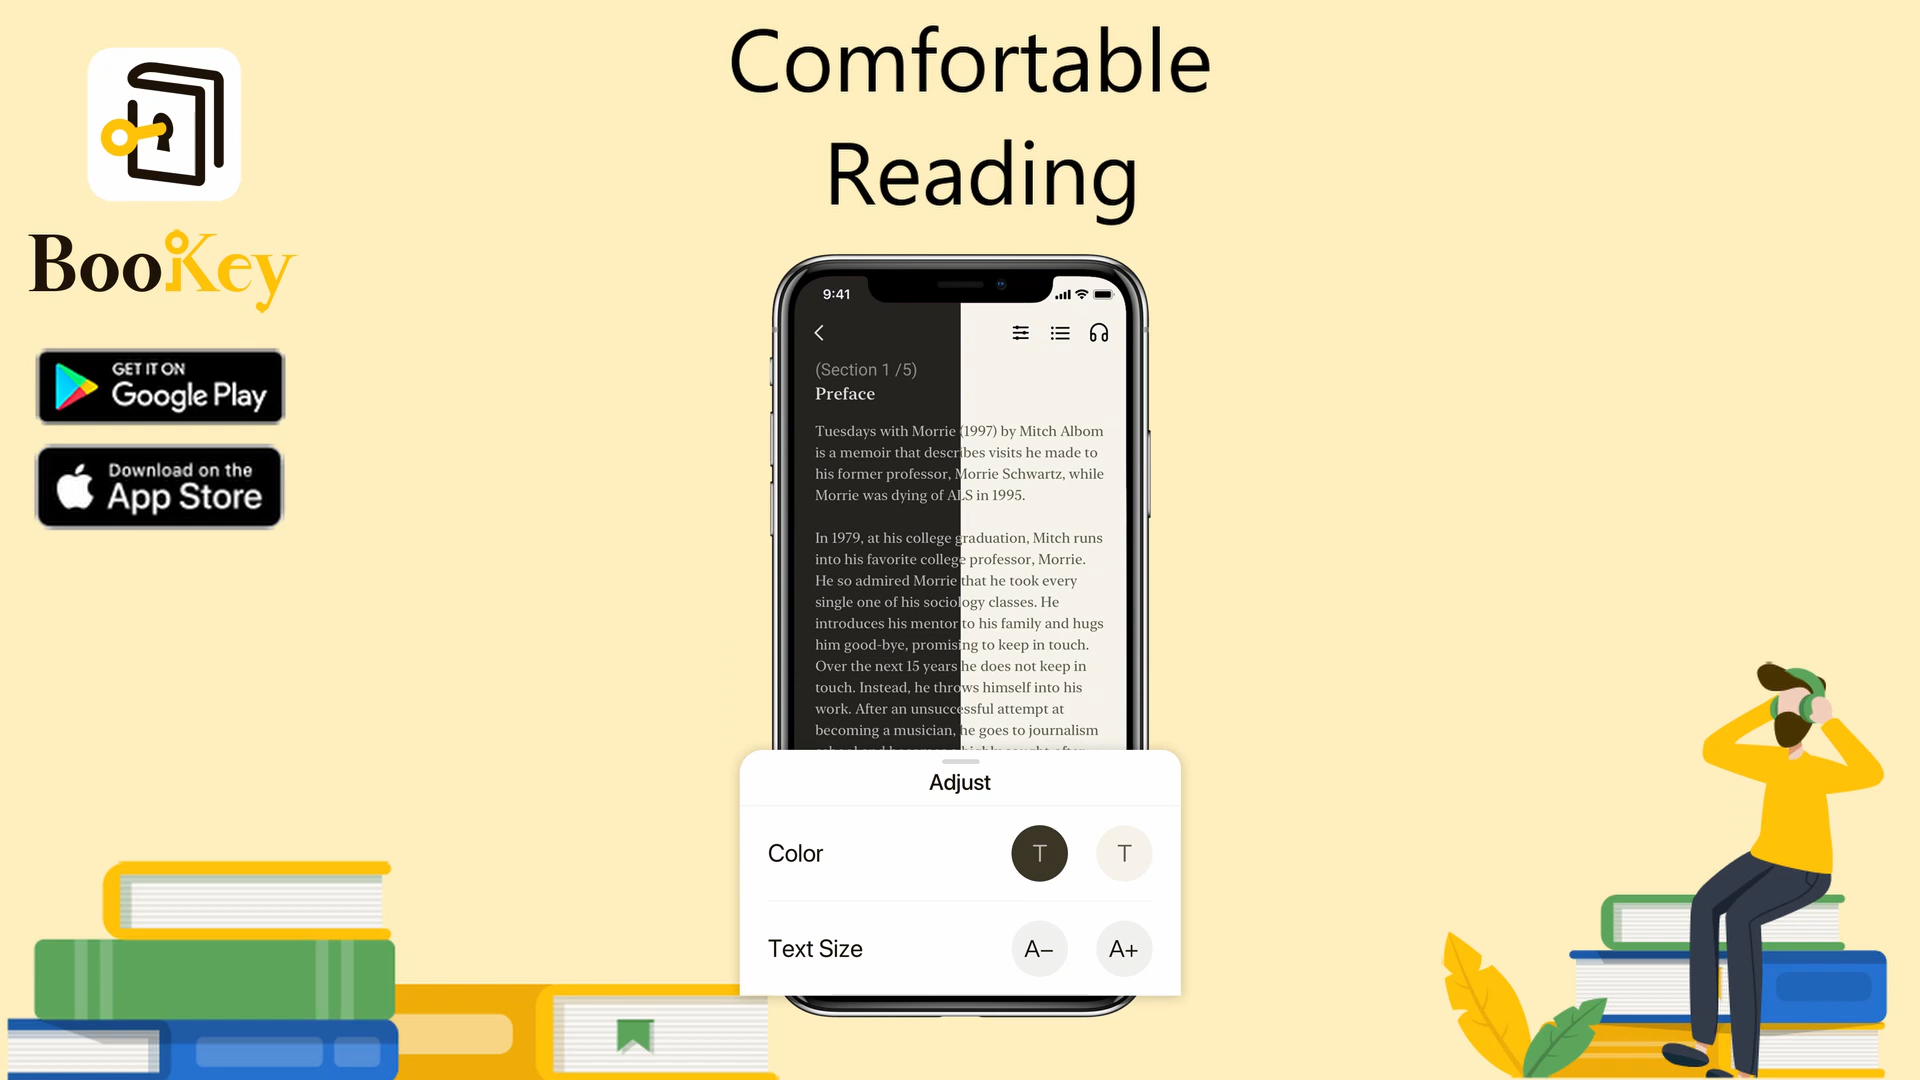 Comfortable
Reading
BooKey
GET IT ON
Google Play
Download on the
App Store
9:41
(Section 1 /5)
Preface
Tuesdays with Morrie (1997) by Mitch Albom
is a memoir that describes visits he made to
his former professor, Morrie Schwartz, while
Morrie was dying of ALS in 1995.
In 1979, at his college graduation, Mitch runs
into his favorite college professor, Morrie.
He so admired Morrie that he took every
single one of his sociology classes. He
introduces his mentor to his family and hugs
him good-bye, promising to keep in touch.
Over the next 15 years he does not keep in
touch. Instead, he throws himself into his
work. After an unsuccessful attempt at
becoming a musician, he goes to journalism
Adjust
Color T T
Text Size A− A+